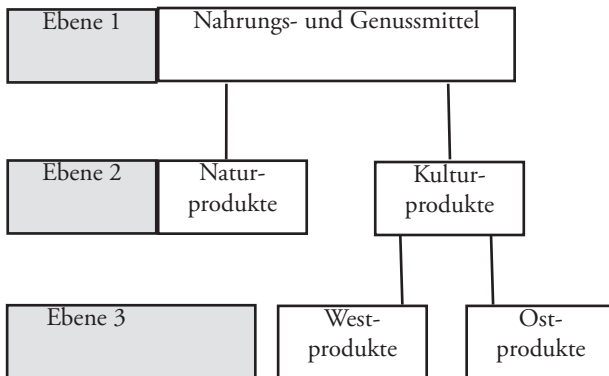 Ebene 1
Nahrungs- und Genussmittel
Ebene 2
Natur-
produkte
Kultur-
produkte
Ebene 3
West-
produkte
Ost-
produkte